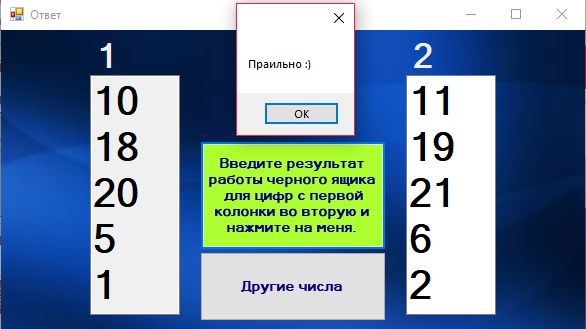 Ответ
Праильно :)
OK
1
10
18
20
5
1
Введите результат
работы черного ящика
для цифр с первой
колонки во вторую и
нажмите на меня.
Другие числа
2
11
19
21
6
2